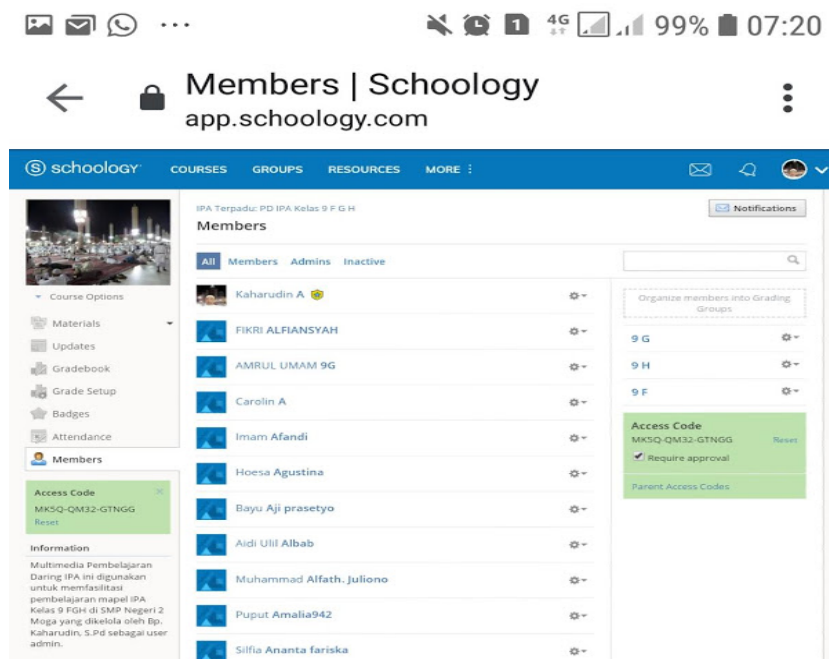 4G 99% 07:20
Members | Schoology
app.schoology.com
S schoology COURSES GROUPS RESOURCES MORE
IPA Terpadu: PD IPA Kelas 9 F G H
Notifications
Members
All Members Admins Inactive
Course Options
Materials
Updates
Gradebook
Grade Setup
Badges
Attendance
Members
Access Code
MK5Q-QM32-GTNGG
Reset
Information
Multimedia Pembelajaran
Daring IPA ini digunakan
untuk memfasilitasi
pembelajaran mapel IPA
Kelas 9 FGH di SMP Negeri 2
Moga yang dikelola oleh Bp.
Kaharudin, S.Pd sebagai user
admin.
Kaharudin A
FIKRI ALFIANSYAH
AMRUL UMAM 9G
Carolin A
Imam Afandi
Hoesa Agustina
Bayu Aji prasetyo
Aidi Ulil Albab
Muhammad Alfath. Juliono
Puput Amalia942
Silfia Ananta fariska
Organize members into Grading
Groups
9 G
9 H
9 F
Access Code
MK5Q-QM32-GTNGG Reset
Require approval
Parent Access Codes